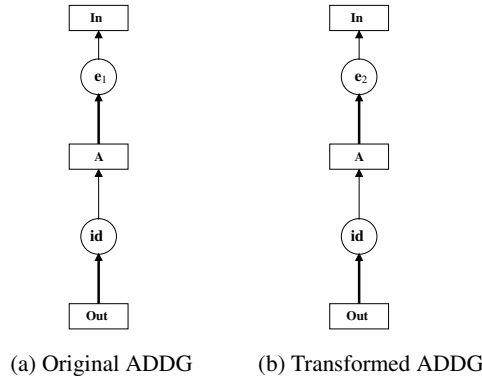 In
e₁
A
id
Out
(a) Original ADDG
In
e₂
A
id
Out
(b) Transformed ADDG